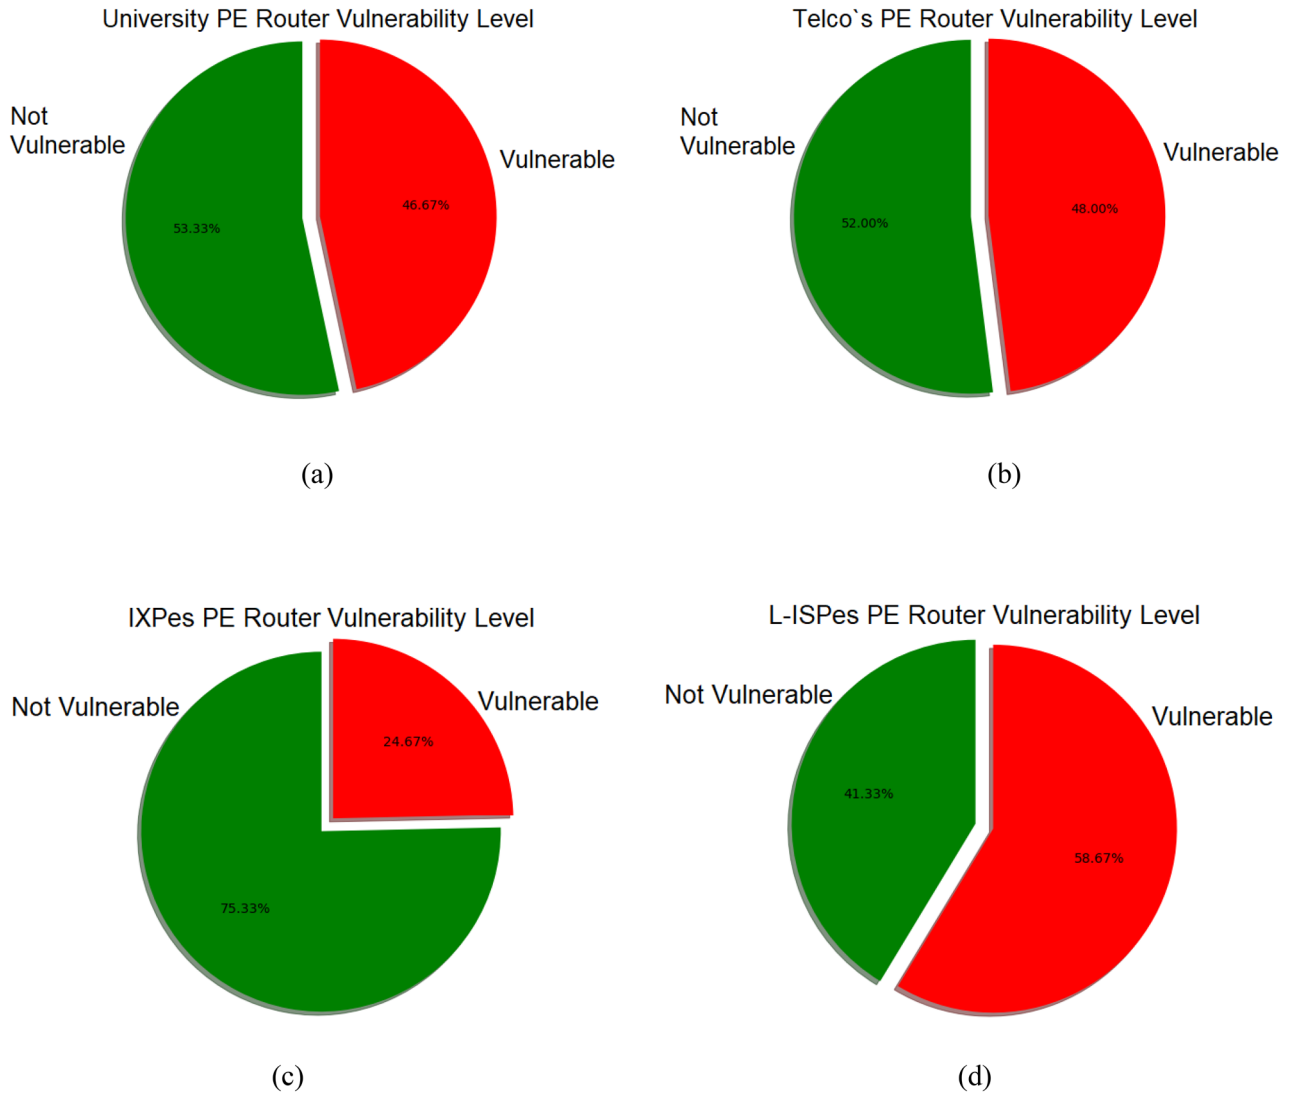 University PE Router Vulnerability Level
Not
Vulnerable
Vulnerable
46.67%
53.33%
(a)
Telco`s PE Router Vulnerability Level
Not
Vulnerable
Vulnerable
48.00%
52.00%
(b)
IXPes PE Router Vulnerability Level
Not Vulnerable
Vulnerable
24.67%
75.33%
(c)
L-ISPes PE Router Vulnerability Level
Not Vulnerable
Vulnerable
41.33%
58.67%
(d)